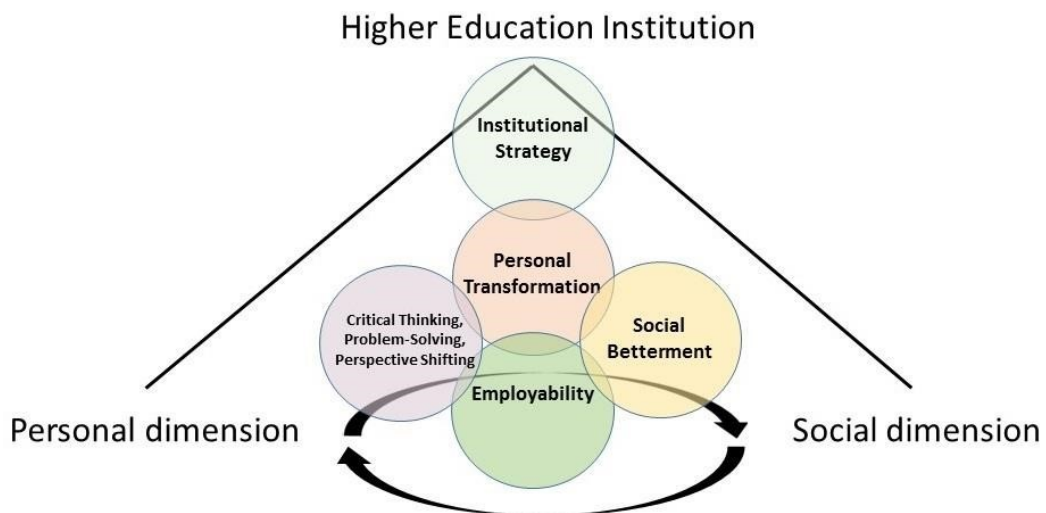 Higher Education Institution
Institutional
Strategy
Personal
Transformation
Critical Thinking,
Problem-Solving,
Perspective Shifting
Social
Betterment
Employability
Personal dimension
Social dimension